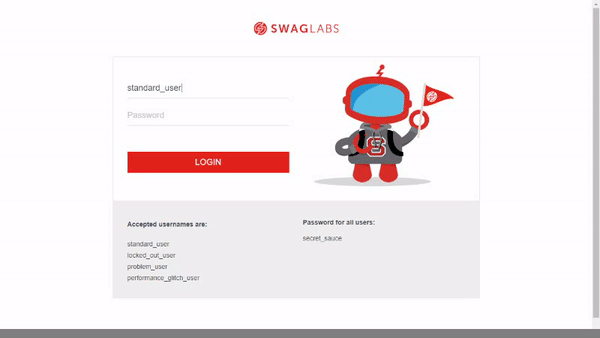 SWAGLABS
standard_user
Password
LOGIN
Accepted usernames are:
standard_user
locked_out_user
problem_user
performance_glitch_user
Password for all users:
secret_sauce
S